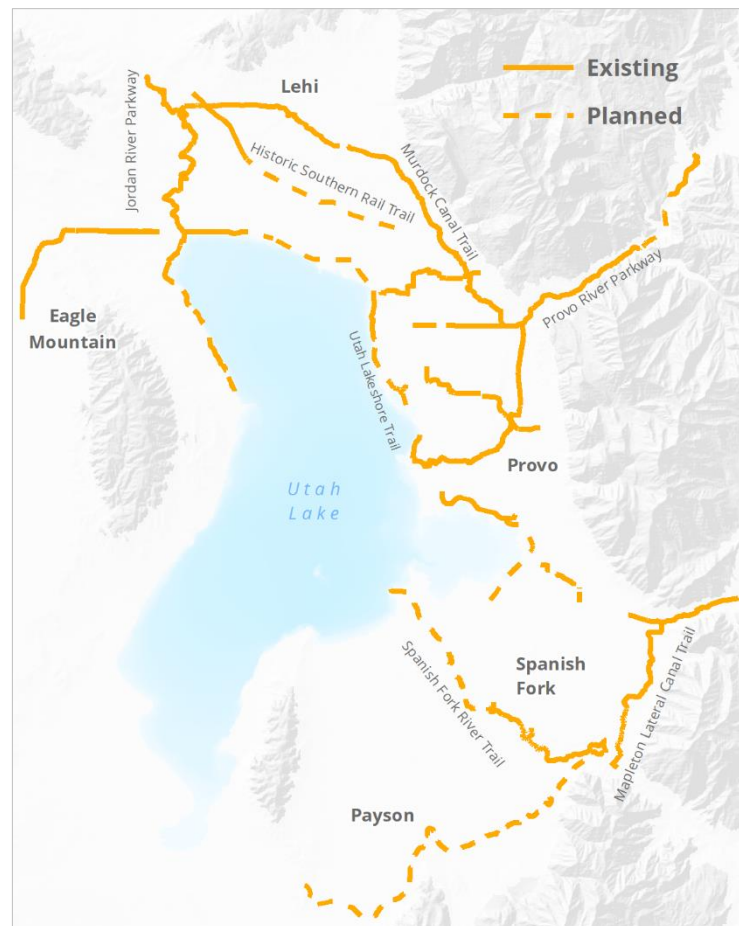 Existing
Planned
Lehi
Jordan River Parkway
Historic Southern Rail Trail
Murdock Canal Trail
Provo River Parkway
Eagle
Mountain
Utah Lakeshore Trail
Provo
Utah
Lake
Spanish
Fork
Spanish Fork River Trail
Mapleton Lateral Canal Trail
Payson